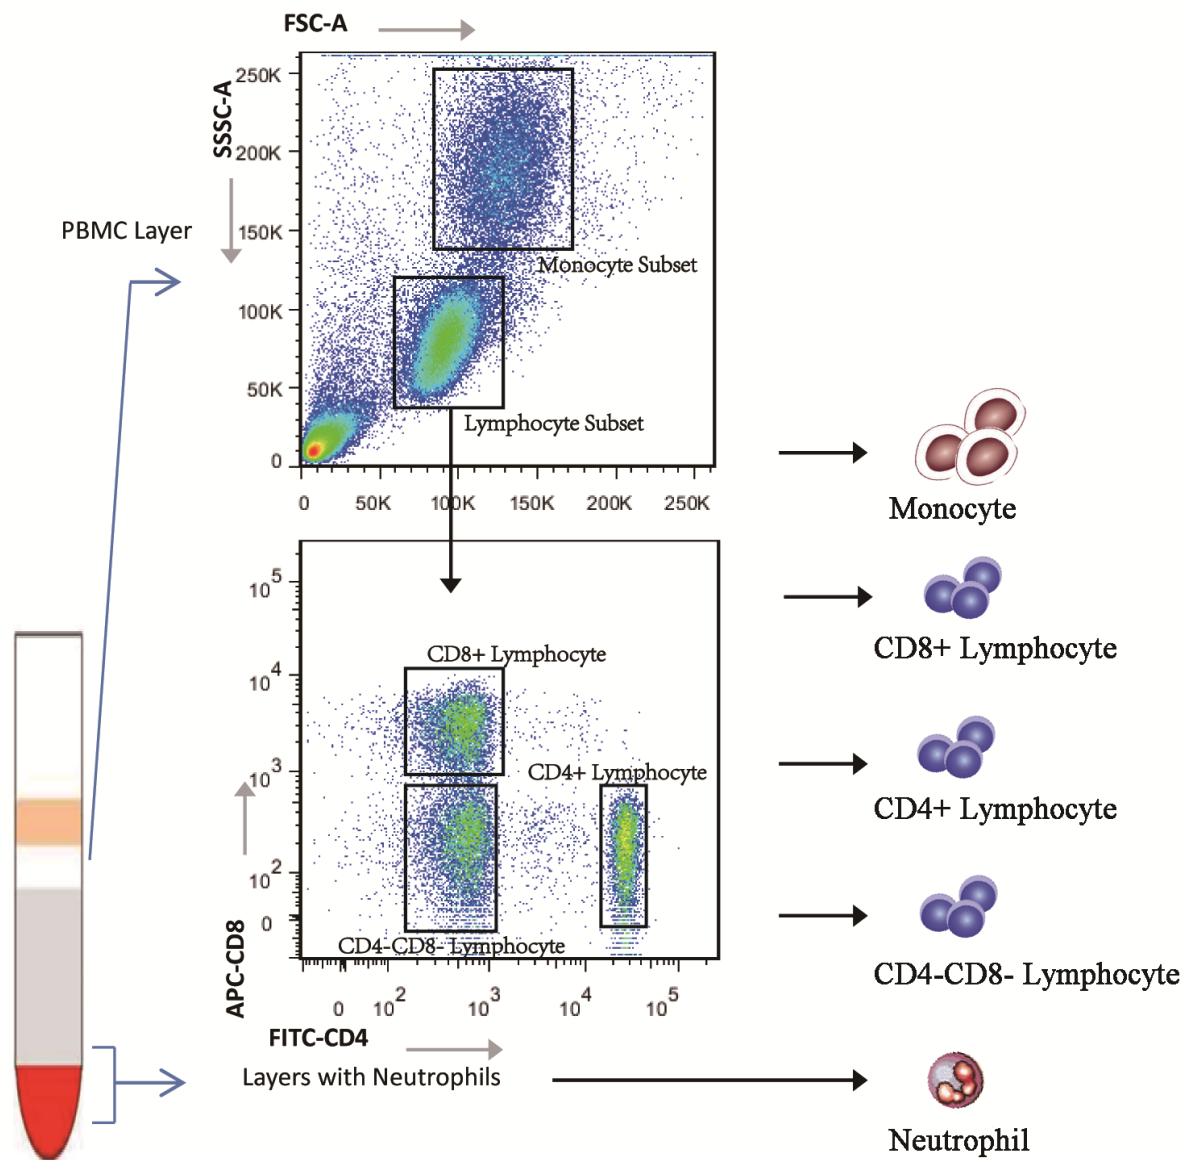 FSC-A
SSSC-A
250K
200K
150K
100K
50K
0
PBMC Layer
Monocyte Subset
Lymphocyte Subset
0 50K 100K 150K 200K 250K
Monocyte
CD8+ Lymphocyte
CD4+ Lymphocyte
CD4-CD8- Lymphocyte
10^5
10^4
10^3
10^2
0
CD8+ Lymphocyte
CD4+ Lymphocyte
CD4-CD8- Lymphocyte
APC-CD8
0 10^2 10^3 10^4 10^5
FITC-CD4
Layers with Neutrophils
Neutrophil